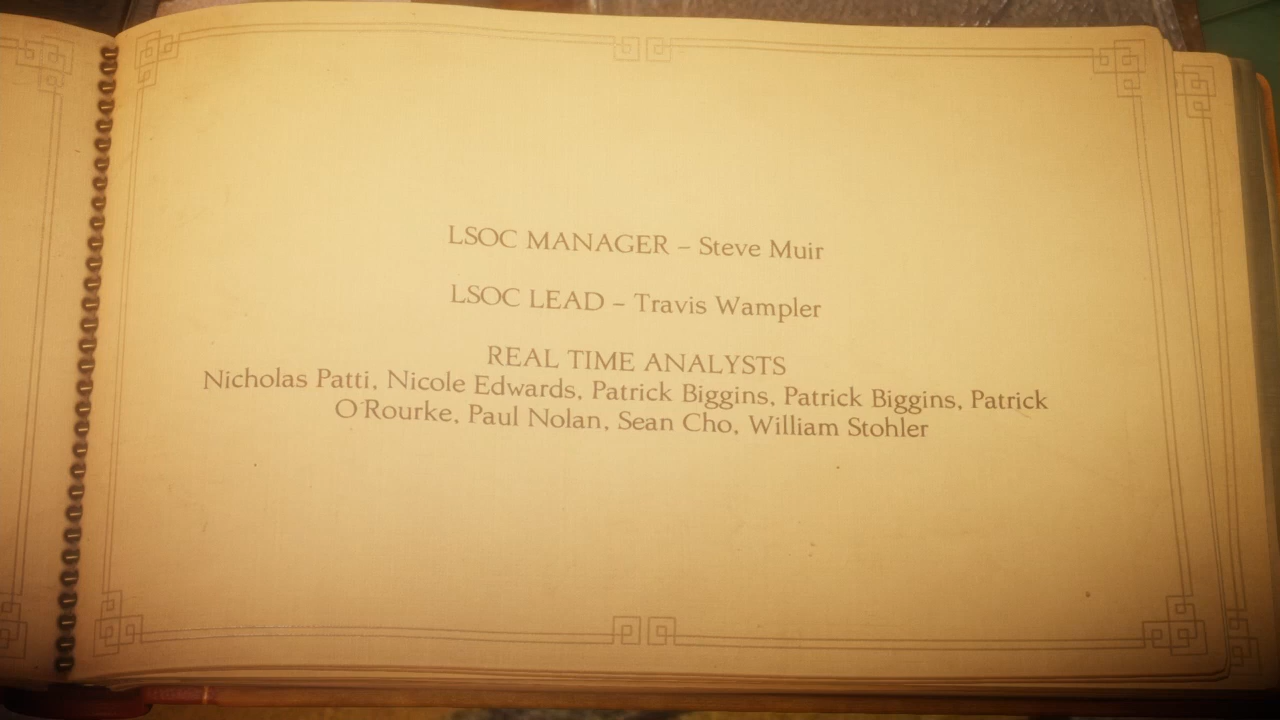 LSOC MANAGER – Steve Muir
LSOC LEAD – Travis Wampler
REAL TIME ANALYSTS
Nicholas Patti, Nicole Edwards, Patrick Biggins, Patrick Biggins, Patrick
O'Rourke, Paul Nolan, Sean Cho, William Stohler